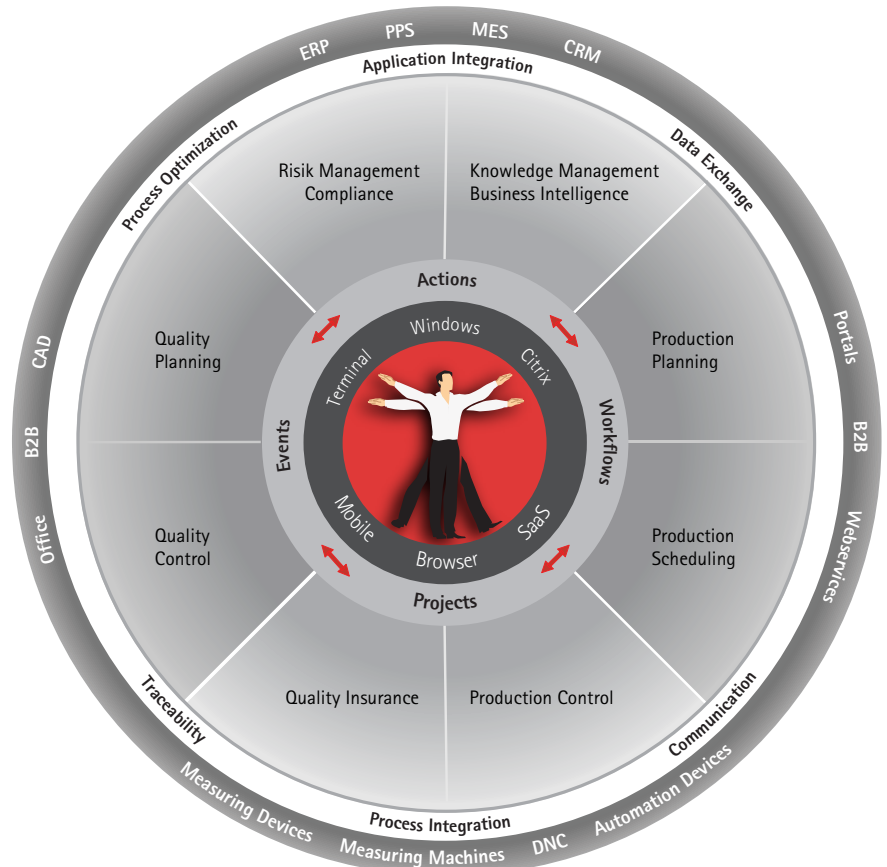 ERP
PPS
MES
CRM
Application Integration
Process Optimization
Data Exchange
Risik Management
Compliance
Knowledge Management
Business Intelligence
Actions
Windows
Terminal
Citrix
CAD
Quality
Planning
Production
Planning
Portals
B2B
Events
Workflows
B2B
Office
Quality
Control
Mobile
Browser
SaaS
Production
Scheduling
Webservices
Projects
Quality Insurance
Production Control
Traceability
Communication
Process Integration
Measuring Devices
Measuring Machines
DNC
Automation Devices